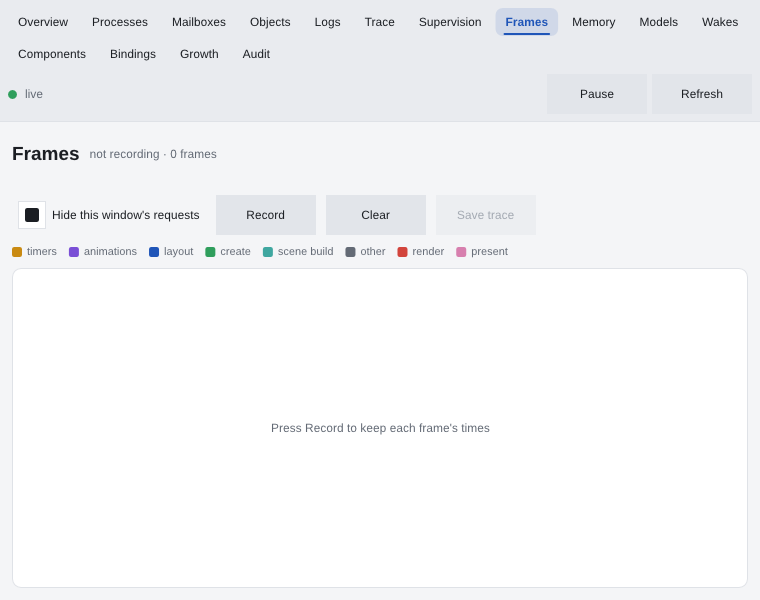 Overview Processes Mailboxes Objects Logs Trace Supervision Frames Memory Models Wakes
Components Bindings Growth Audit
live Pause Refresh
Frames not recording · 0 frames
Hide this window's requests Record Clear Save trace
timers animations layout create scene build other render present
Press Record to keep each frame's times